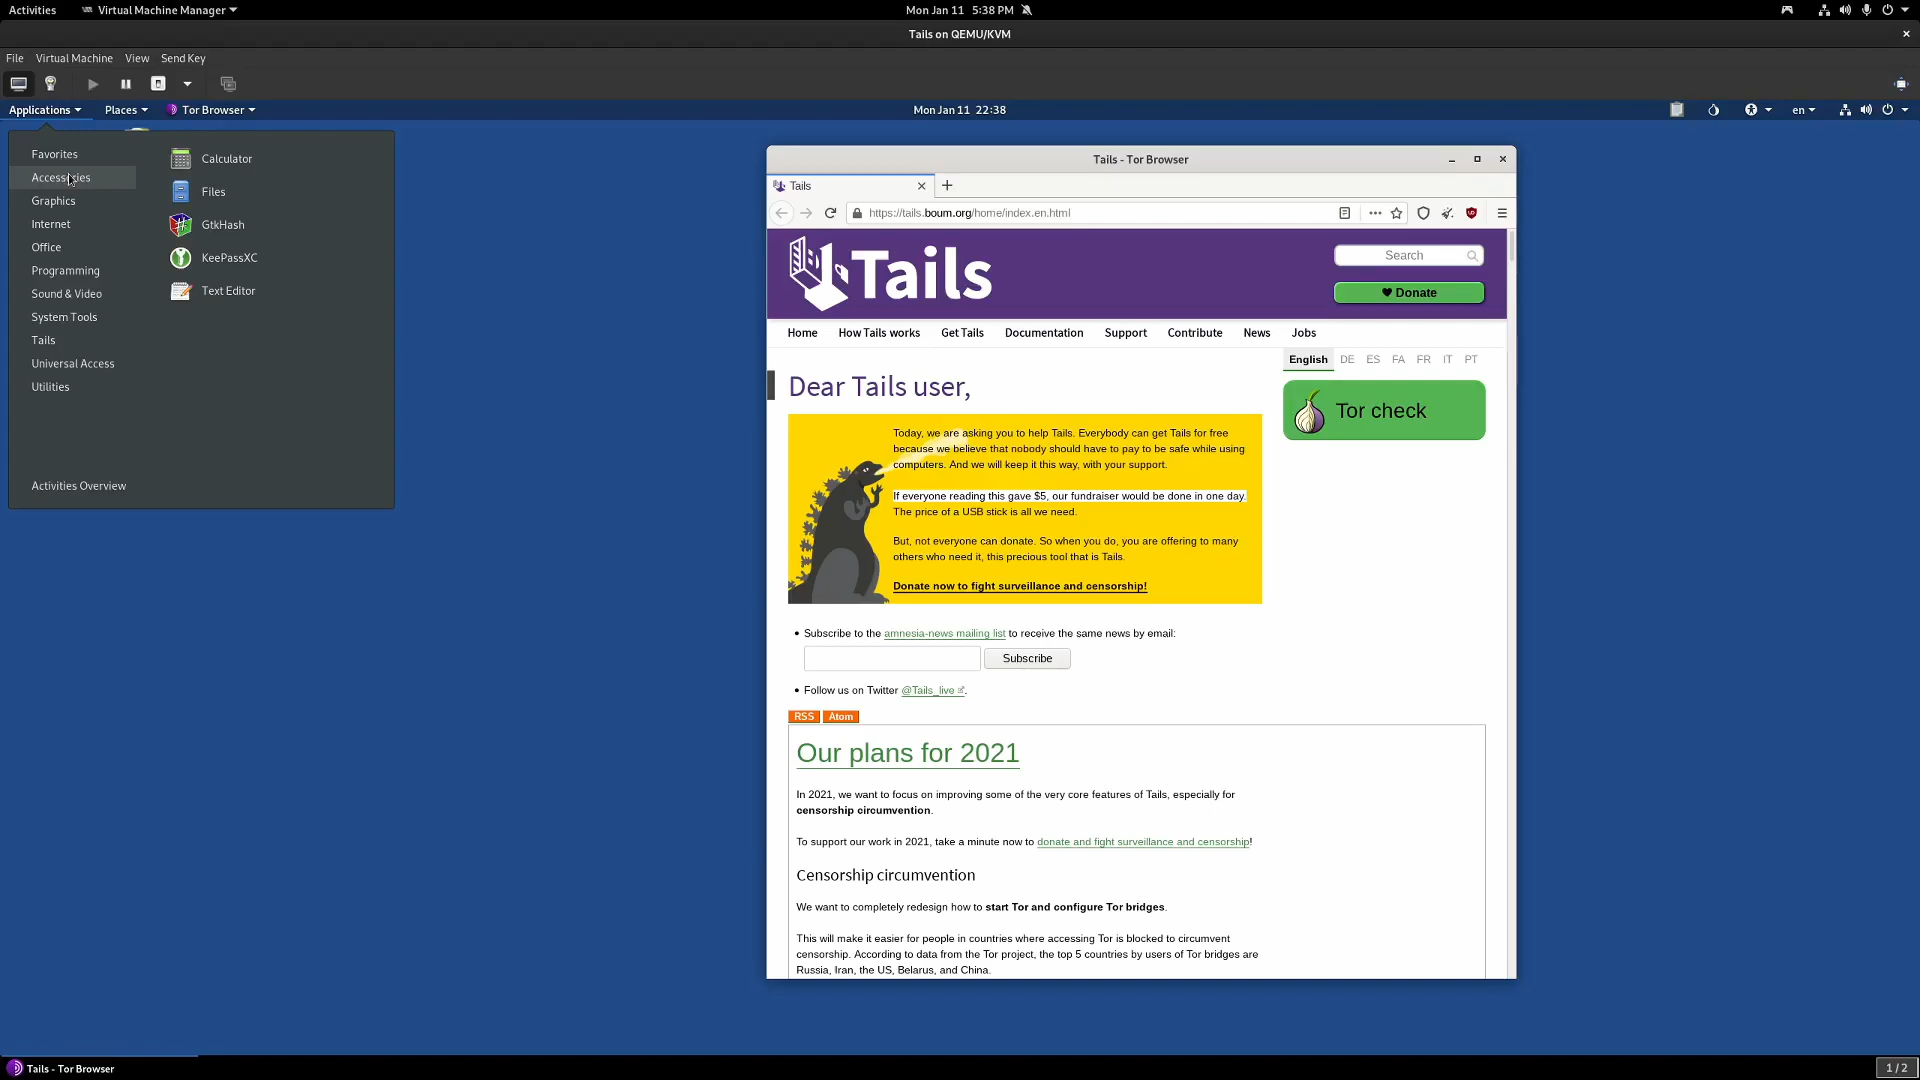 Activities Virtual Machine Manager Mon Jan 11 5:38 PM
Tails on QEMU/KVM
File Virtual Machine View Send Key
Applications Places Tor Browser Mon Jan 11 22:38 en
Favorites
Accessories
Graphics
Internet
Office
Programming
Sound & Video
System Tools
Tails
Universal Access
Utilities
Activities Overview
Calculator
Files
GtkHash
KeePassXC
Text Editor
Tails - Tor Browser
Tails
https://tails.boum.org/home/index.en.html
Tails
Search
Donate
Home How Tails works Get Tails Documentation Support Contribute News Jobs
English DE ES FA FR IT PT
Tor check
Dear Tails user,
Today, we are asking you to help Tails. Everybody can get Tails for free
because we believe that nobody should have to pay to be safe while using
computers. And we will keep it this way, with your support.
If everyone reading this gave $5, our fundraiser would be done in one day.
The price of a USB stick is all we need.
But, not everyone can donate. So when you do, you are offering to many
others who need it, this precious tool that is Tails.
Donate now to fight surveillance and censorship!
• Subscribe to the amnesia-news mailing list to receive the same news by email:
Subscribe
• Follow us on Twitter @Tails_live.
RSS Atom
Our plans for 2021
In 2021, we want to focus on improving some of the very core features of Tails, especially for
censorship circumvention.
To support our work in 2021, take a minute now to donate and fight surveillance and censorship!
Censorship circumvention
We want to completely redesign how to start Tor and configure Tor bridges.
This will make it easier for people in countries where accessing Tor is blocked to circumvent
censorship. According to data from the Tor project, the top 5 countries by users of Tor bridges are
Russia, Iran, the US, Belarus, and China.
Tails - Tor Browser
1 / 2